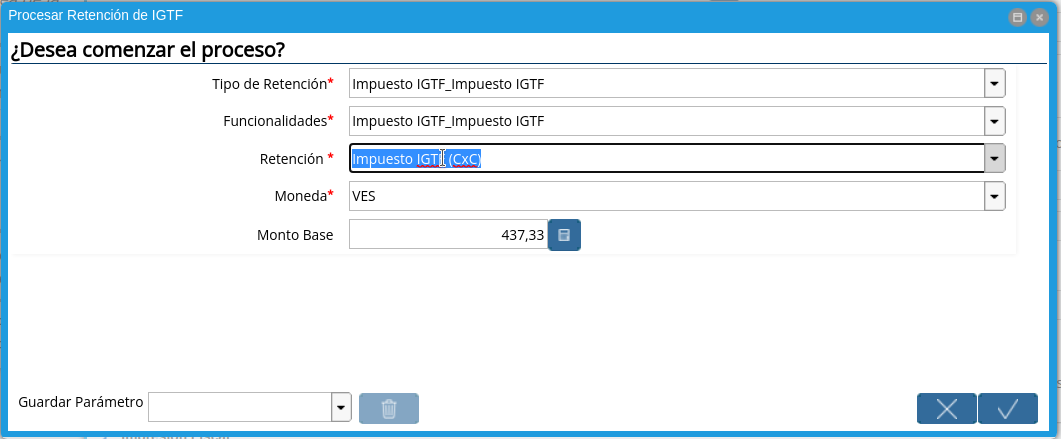 Procesar Retención de IGTF
¿Desea comenzar el proceso?
Tipo de Retención* Impuesto IGTF_Impuesto IGTF
Funcionalidades* Impuesto IGTF_Impuesto IGTF
Retención * Impuesto IGTF (CxC)
Moneda* VES
Monto Base 437,33
Guardar Parámetro